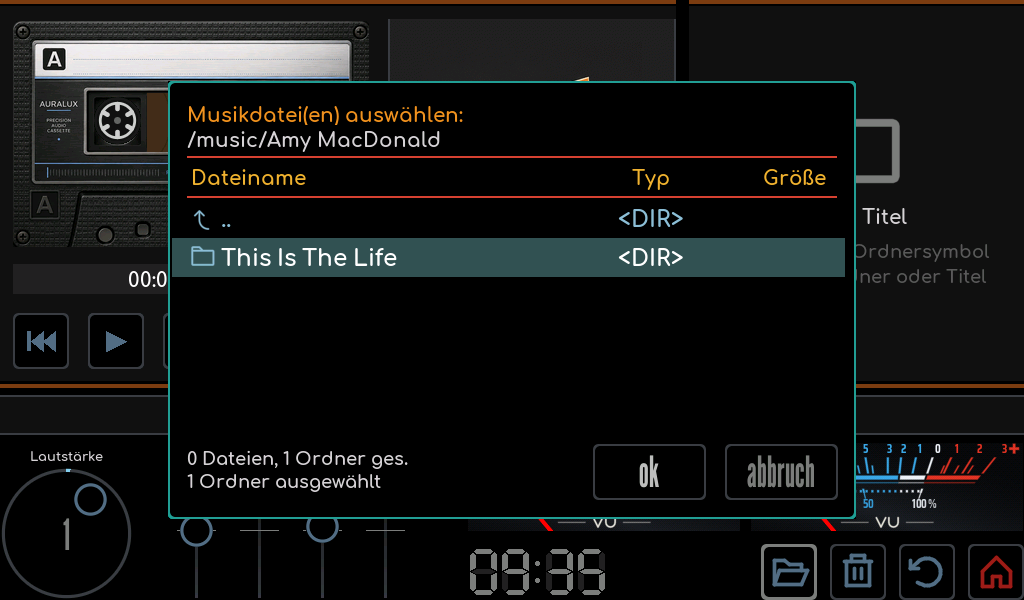 A
AURALUX
PRECISION
AUDIO
CASSETTE
A
00:0
Musikdatei(en) auswählen:
/music/Amy MacDonald
Dateiname Typ Größe
.. <DIR>
This Is The Life <DIR>
0 Dateien, 1 Ordner ges.
1 Ordner ausgewählt
ok abbruch
Titel
Ordnersymbol
ner oder Titel
Lautstärke
1
5 3 2 1 0 1 2 3+
50 100%
VU VU
09:35